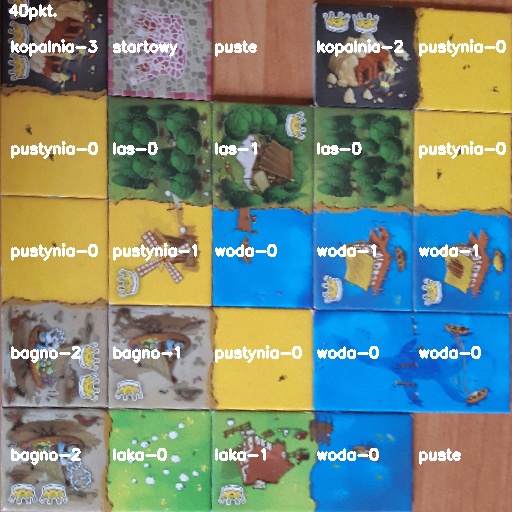 40pkt.
kopalnia-3 startowy puste kopalnia-2 pustynia-0
pustynia-0 las-0 las-1 las-0 pustynia-0
pustynia-0 pustynia-1 woda-0 woda-1 woda-1
bagno-2 bagno-1 pustynia-0 woda-0 woda-0
bagno-2 laka-0 laka-1 woda-0 puste